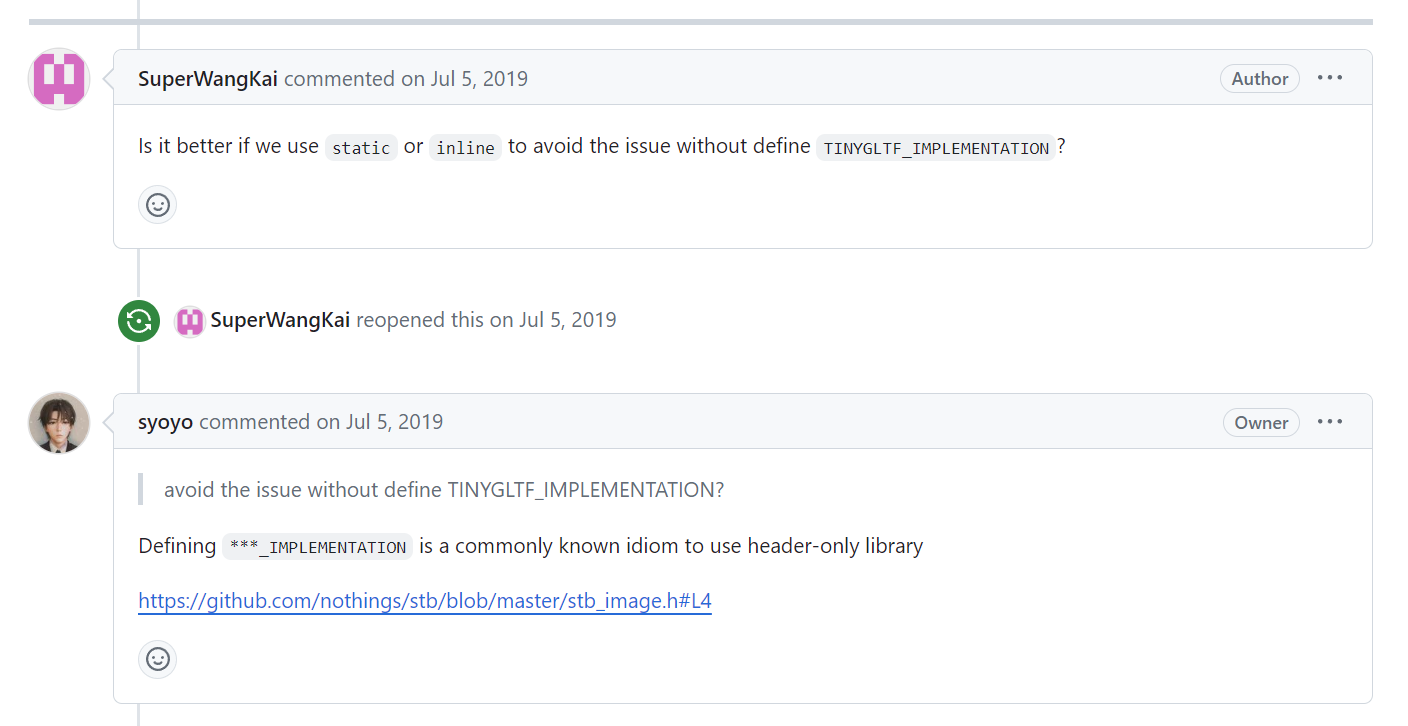 SuperWangKai commented on Jul 5, 2019 Author
Is it better if we use static or inline to avoid the issue without define TINYGLTF_IMPLEMENTATION?
SuperWangKai reopened this on Jul 5, 2019
syoyo commented on Jul 5, 2019 Owner
avoid the issue without define TINYGLTF_IMPLEMENTATION?
Defining ***_IMPLEMENTATION is a commonly known idiom to use header-only library
https://github.com/nothings/stb/blob/master/stb_image.h#L4